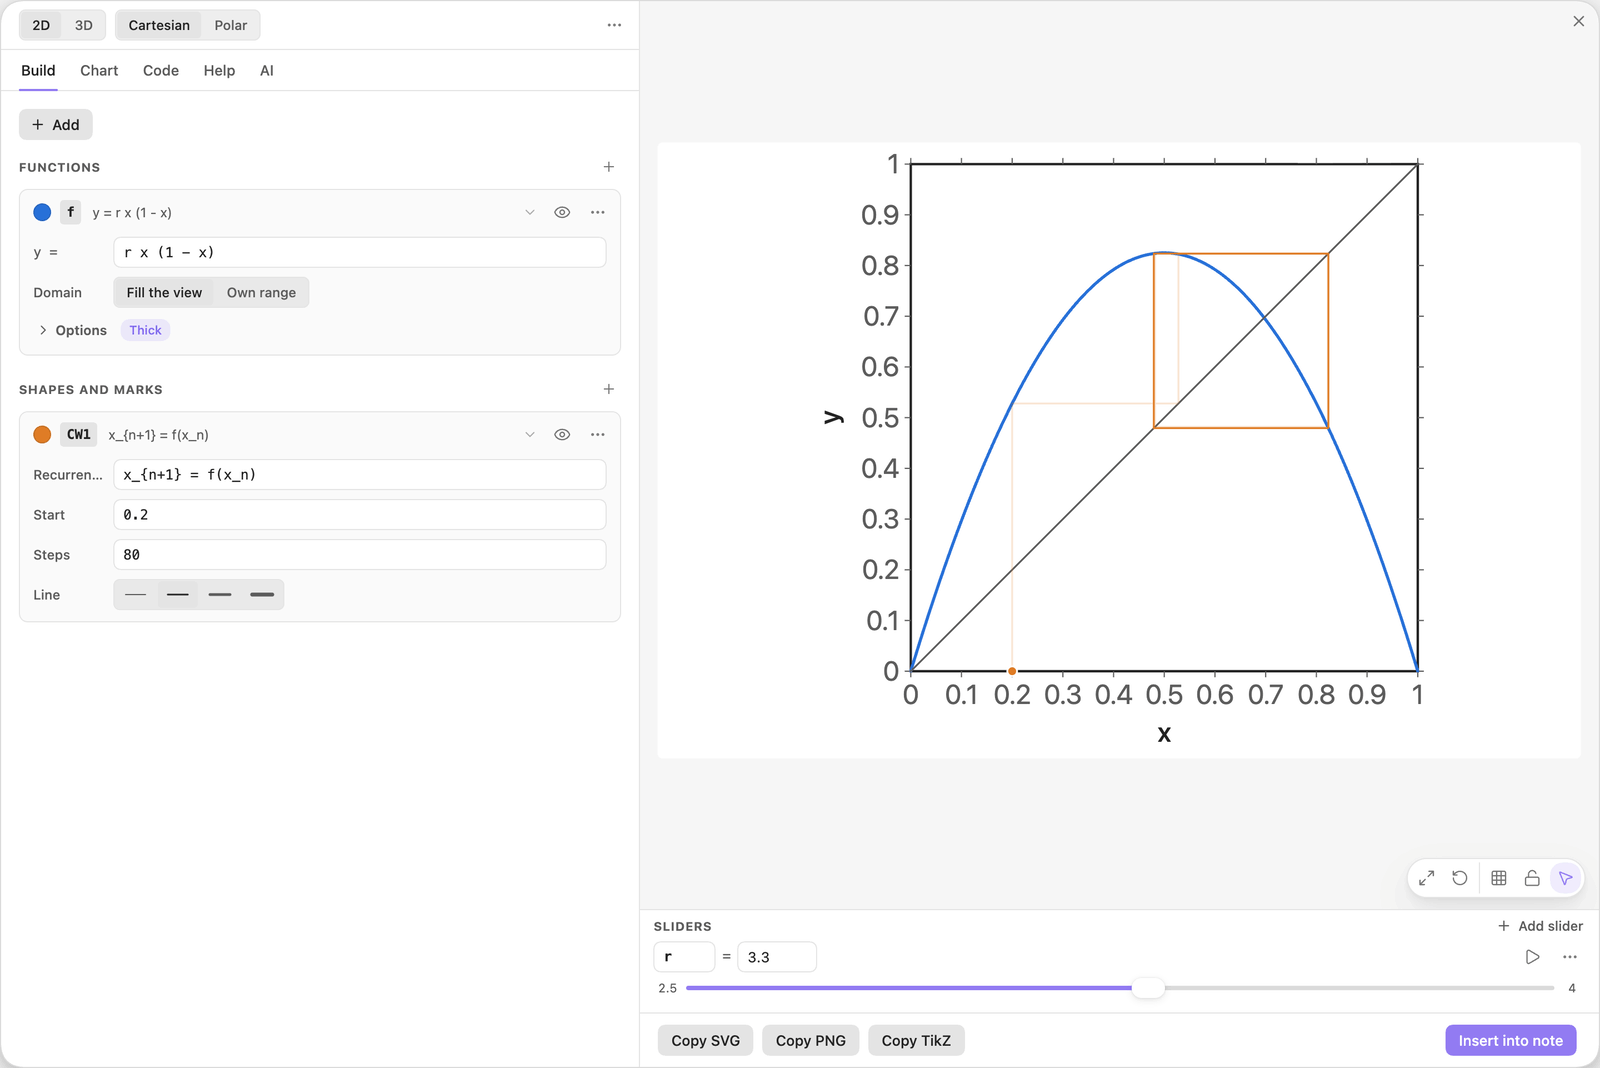 2D 3D Cartesian Polar
Build Chart Code Help AI
+ Add
FUNCTIONS
f y = r x (1 - x)
y = r x (1 − x)
Domain Fill the view Own range
Options Thick
SHAPES AND MARKS
CW1 x_{n+1} = f(x_n)
Recurren... x_{n+1} = f(x_n)
Start 0.2
Steps 80
Line
1
0.9
0.8
0.7
0.6
y 0.5
0.4
0.3
0.2
0.1
0
0 0.1 0.2 0.3 0.4 0.5 0.6 0.7 0.8 0.9 1
x
SLIDERS + Add slider
r = 3.3
2.5 4
Copy SVG Copy PNG Copy TikZ Insert into note